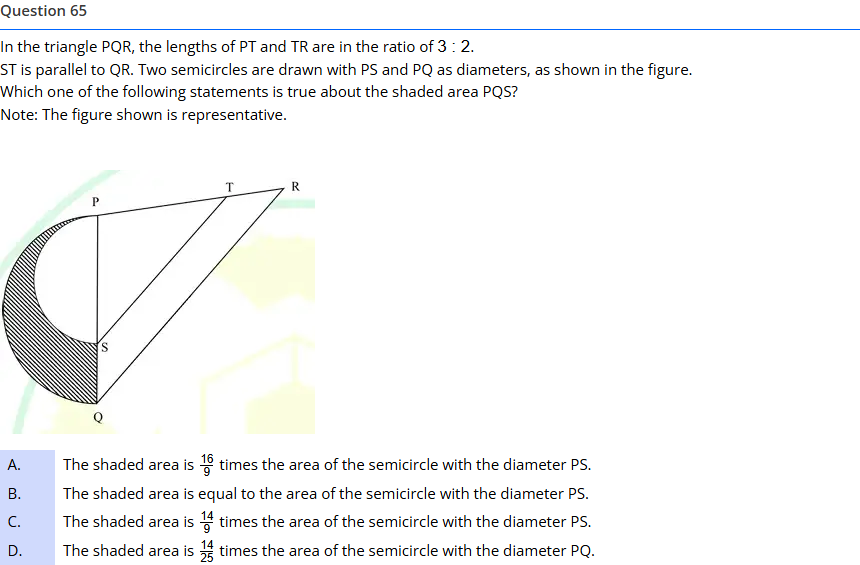 Question 65
In the triangle PQR, the lengths of PT and TR are in the ratio of 3 : 2.
ST is parallel to QR. Two semicircles are drawn with PS and PQ as diameters, as shown in the figure.
Which one of the following statements is true about the shaded area PQS?
Note: The figure shown is representative.
T
R
P
S
Q
A. The shaded area is 16/9 times the area of the semicircle with the diameter PS.
B. The shaded area is equal to the area of the semicircle with the diameter PS.
C. The shaded area is 14/9 times the area of the semicircle with the diameter PS.
D. The shaded area is 14/25 times the area of the semicircle with the diameter PQ.